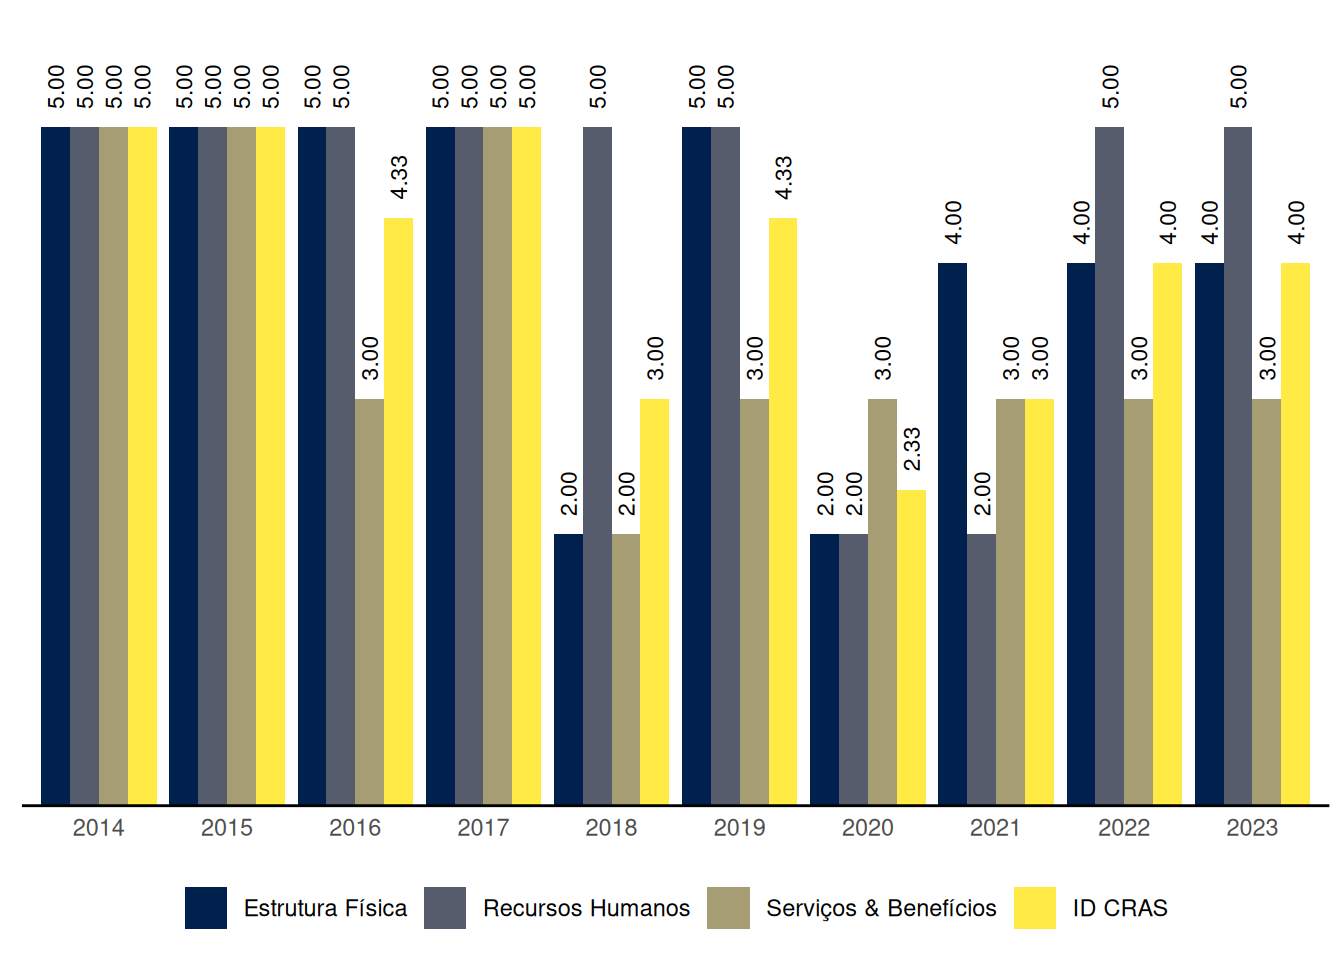 5.00 5.00 5.00 5.00 5.00 5.00 5.00 5.00 5.00 5.00 3.00 4.33 5.00 5.00 5.00 5.00 2.00 5.00 2.00 3.00 5.00 5.00 3.00 4.33 2.00 2.00 3.00 2.33 4.00 2.00 3.00 3.00 4.00 5.00 3.00 4.00 4.00 5.00 3.00 4.00
2014 2015 2016 2017 2018 2019 2020 2021 2022 2023
Estrutura Física Recursos Humanos Serviços & Benefícios ID CRAS